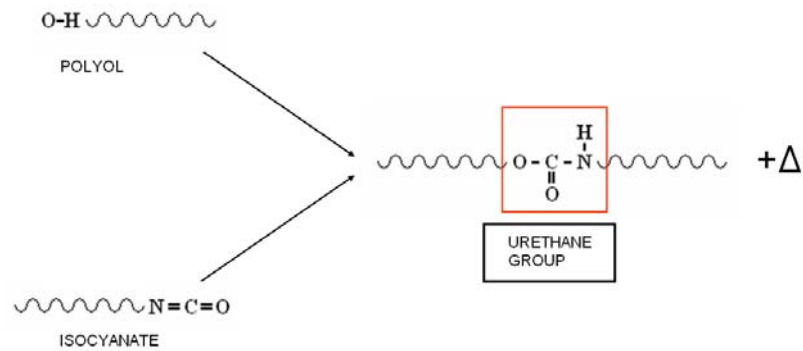 O-H
POLYOL
H
O-C-N
O
+Δ
URETHANE
GROUP
N=C=O
ISOCYANATE